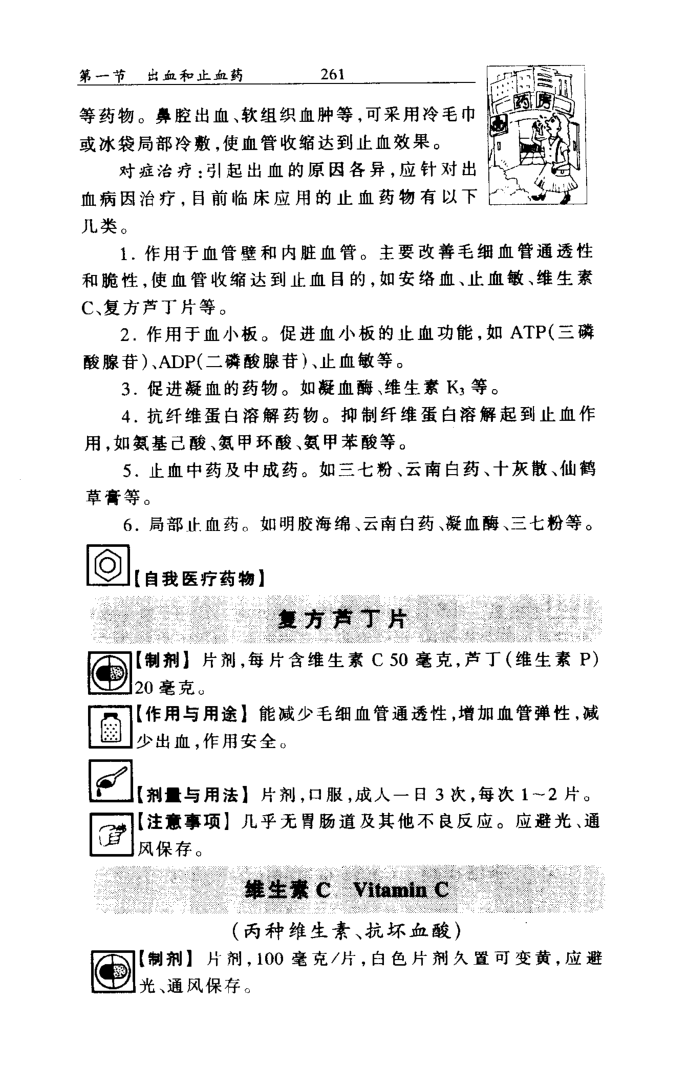 第一节　出血和止血药　261
药房
等药物。鼻腔出血、软组织血肿等,可采用冷毛巾
或冰袋局部冷敷,使血管收缩达到止血效果。
对症治疗:引起出血的原因各异,应针对出
血病因治疗,目前临床应用的止血药物有以下
几类。
1. 作用于血管壁和内脏血管。主要改善毛细血管通透性
和脆性,使血管收缩达到止血目的,如安络血、止血敏、维生素
C、复方芦丁片等。
2. 作用于血小板。促进血小板的止血功能,如 ATP(三磷
酸腺苷)、ADP(二磷酸腺苷)、止血敏等。
3. 促进凝血的药物。如凝血酶、维生素 K₃ 等。
4. 抗纤维蛋白溶解药物。抑制纤维蛋白溶解起到止血作
用,如氨基己酸、氨甲环酸、氨甲苯酸等。
5. 止血中药及中成药。如三七粉、云南白药、十灰散、仙鹤
草膏等。
6. 局部止血药。如明胶海绵、云南白药、凝血酶、三七粉等。
【自我医疗药物】
复方芦丁片
【制剂】片剂,每片含维生素 C 50 毫克,芦丁(维生素 P)
20 毫克。
【作用与用途】能减少毛细血管通透性,增加血管弹性,减
少出血,作用安全。
【剂量与用法】片剂,口服,成人一日 3 次,每次 1~2 片。
【注意事项】几乎无胃肠道及其他不良反应。应避光、通
风保存。
维生素 C　Vitamin C
(丙种维生素、抗坏血酸)
【制剂】片剂,100 毫克/片,白色片剂久置可变黄,应避
光、通风保存。